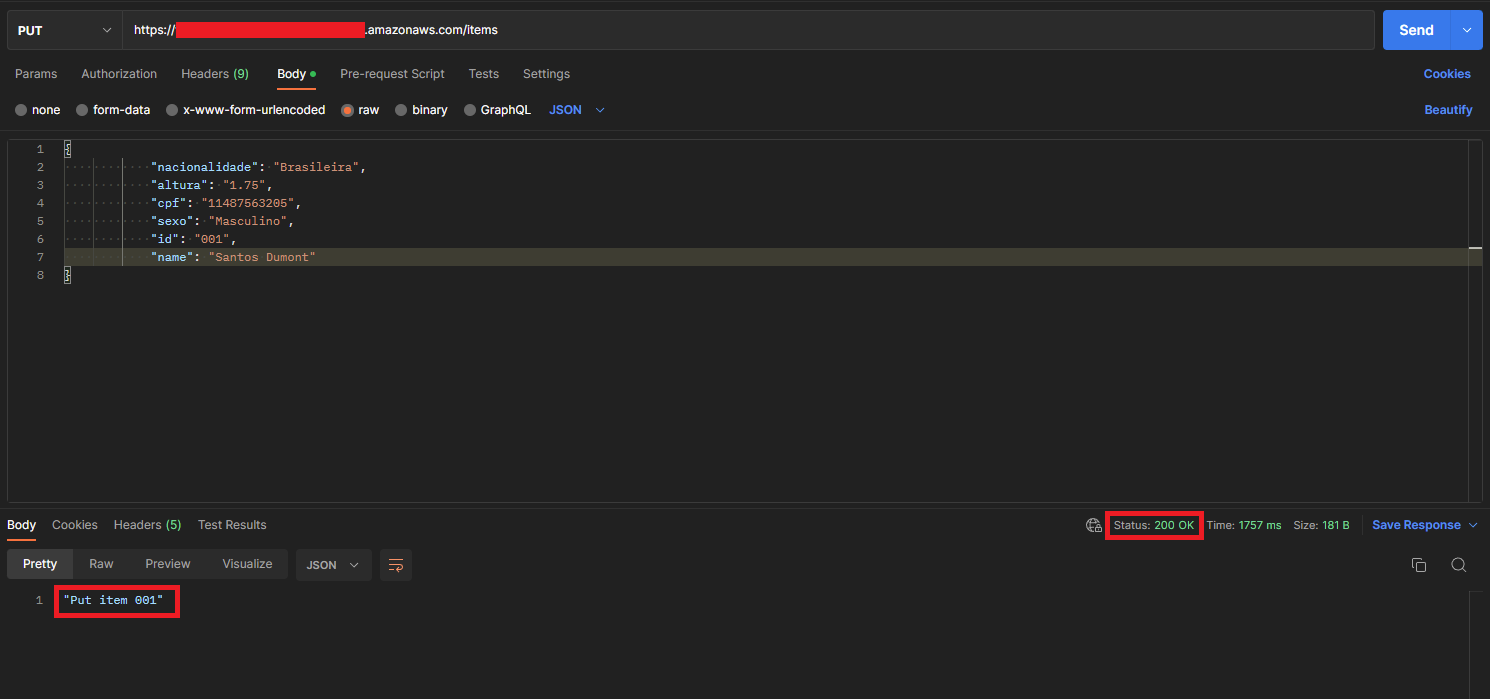 PUT https:// .amazonaws.com/items Send
Params Authorization Headers (9) Body Pre-request Script Tests Settings Cookies
none form-data x-www-form-urlencoded raw binary GraphQL JSON Beautify
1 {
2 "nacionalidade": "Brasileira",
3 "altura": "1.75",
4 "cpf": "11487563205",
5 "sexo": "Masculino",
6 "id": "001",
7 "name": "Santos Dumont"
8 }
Body Cookies Headers (5) Test Results Status: 200 OK Time: 1757 ms Size: 181 B Save Response
Pretty Raw Preview Visualize JSON
1 "Put item 001"